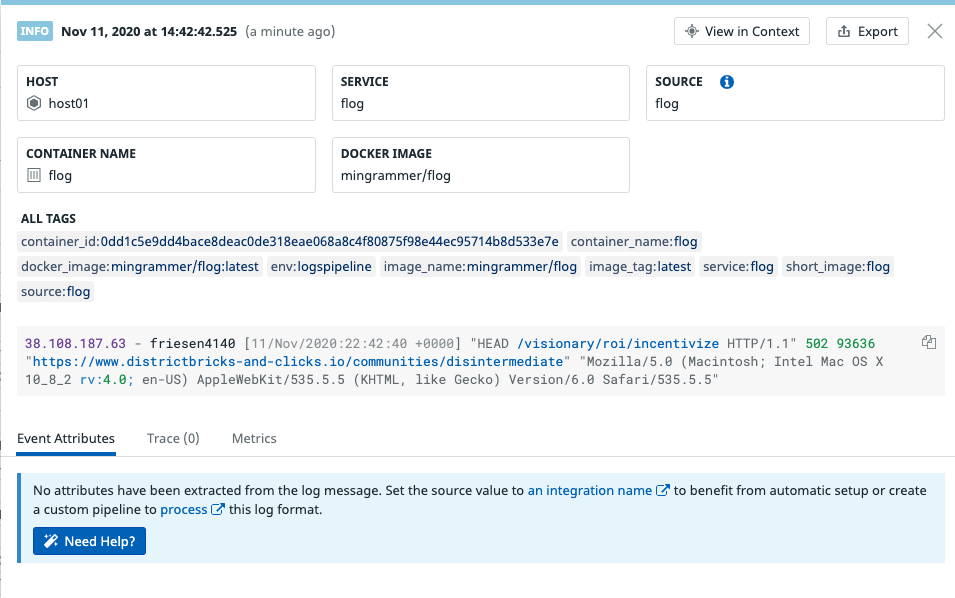 INFO Nov 11, 2020 at 14:42:42.525 (a minute ago) View in Context Export
HOST
host01
SERVICE
flog
SOURCE
flog
CONTAINER NAME
flog
DOCKER IMAGE
mingrammer/flog
ALL TAGS
container_id:0dd1c5e9dd4bace8deac0de318eae068a8c4f80875f98e44ec95714b8d533e7e container_name:flog
docker_image:mingrammer/flog:latest env:logspipeline image_name:mingrammer/flog image_tag:latest service:flog short_image:flog
source:flog
38.108.187.63 - friesen4140 [11/Nov/2020:22:42:40 +0000] "HEAD /visionary/roi/incentivize HTTP/1.1" 502 93636
"https://www.districtbricks-and-clicks.io/communities/disintermediate" "Mozilla/5.0 (Macintosh; Intel Mac OS X
10_8_2 rv:4.0; en-US) AppleWebKit/535.5.5 (KHTML, like Gecko) Version/6.0 Safari/535.5.5"
Event Attributes Trace (0) Metrics
No attributes have been extracted from the log message. Set the source value to an integration name to benefit from automatic setup or create
a custom pipeline to process this log format.
Need Help?